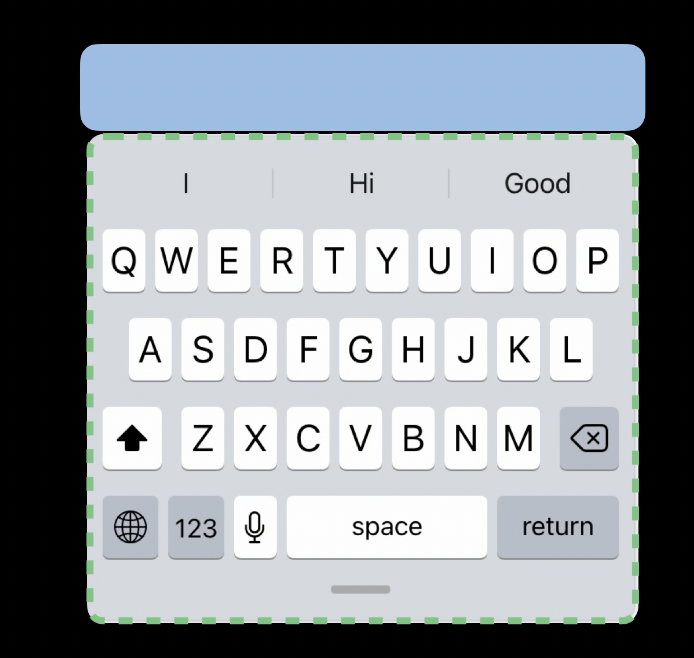 I Hi Good
Q W E R T Y U I O P
A S D F G H J K L
Z X C V B N M
123 space return